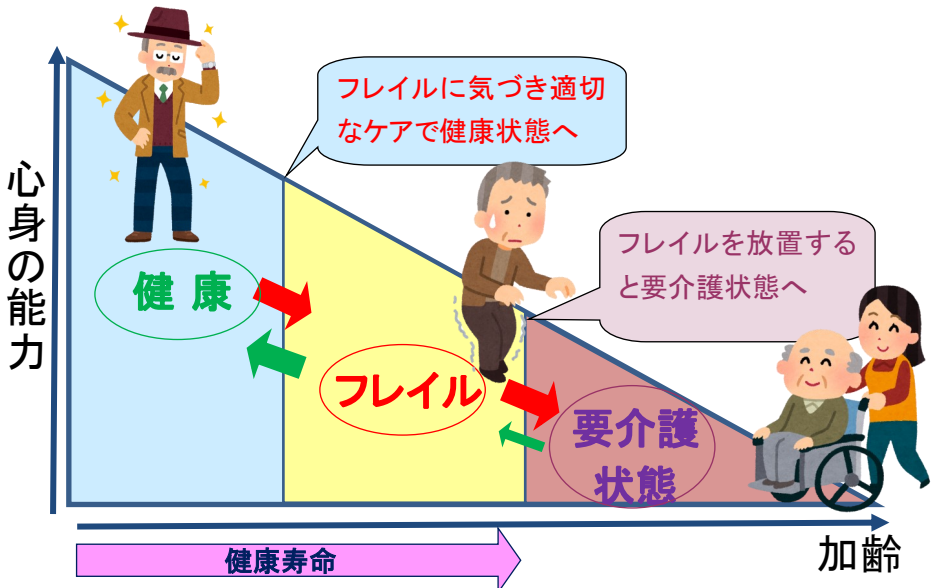 フレイルに気づき適切
なケアで健康状態へ
心身の能力
フレイルを放置する
と要介護状態へ
健 康
フレイル
要介護
状態
加齢
健康寿命